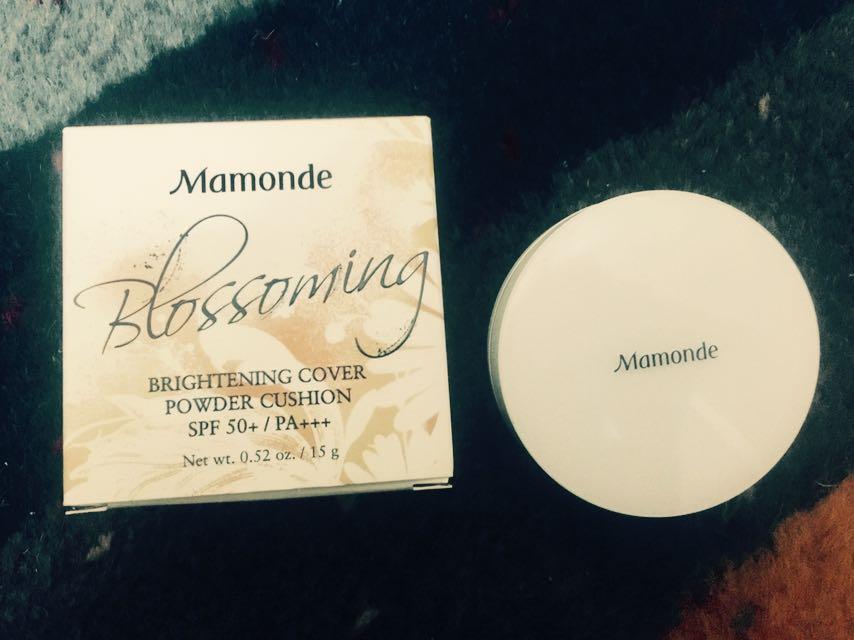 Mamonde
Blossoming
BRIGHTENING COVER
POWDER CUSHION
SPF 50+ / PA+++
Net wt. 0.52 oz. / 15 g
Mamonde